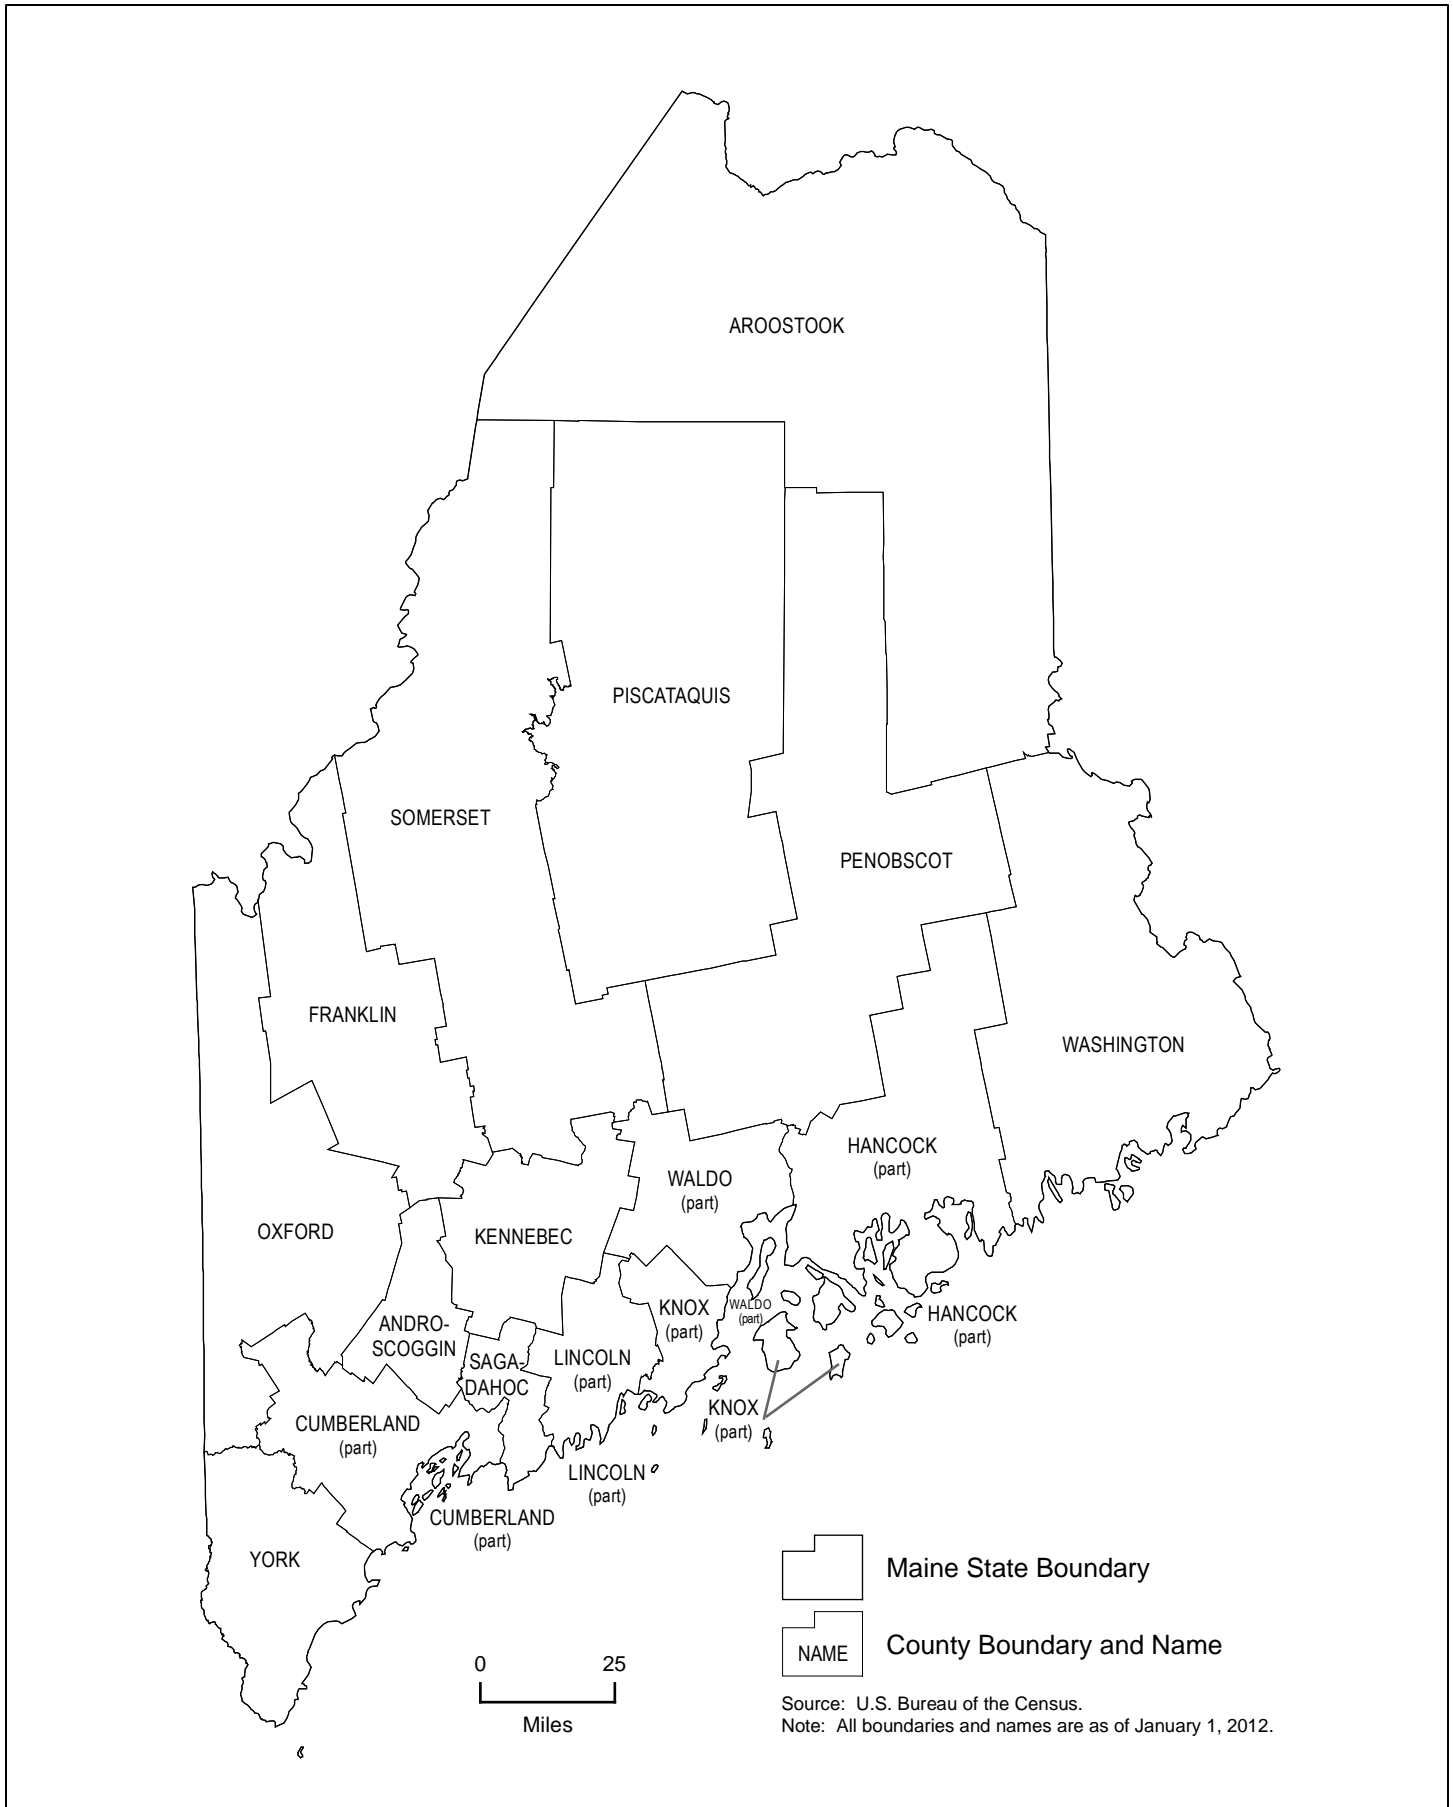 AROOSTOOK
PISCATAQUIS
SOMERSET
PENOBSCOT
FRANKLIN
WASHINGTON
HANCOCK
(part)
WALDO
(part)
OXFORD
KENNEBEC
WALDO
(part)
KNOX
(part)
HANCOCK
(part)
ANDRO-
SCOGGIN
SAGA-
DAHOC
LINCOLN
(part)
KNOX
(part)
CUMBERLAND
(part)
LINCOLN
(part)
CUMBERLAND
(part)
YORK
Maine State Boundary
NAME
County Boundary and Name
0 25
Miles
Source: U.S. Bureau of the Census.
Note: All boundaries and names are as of January 1, 2012.